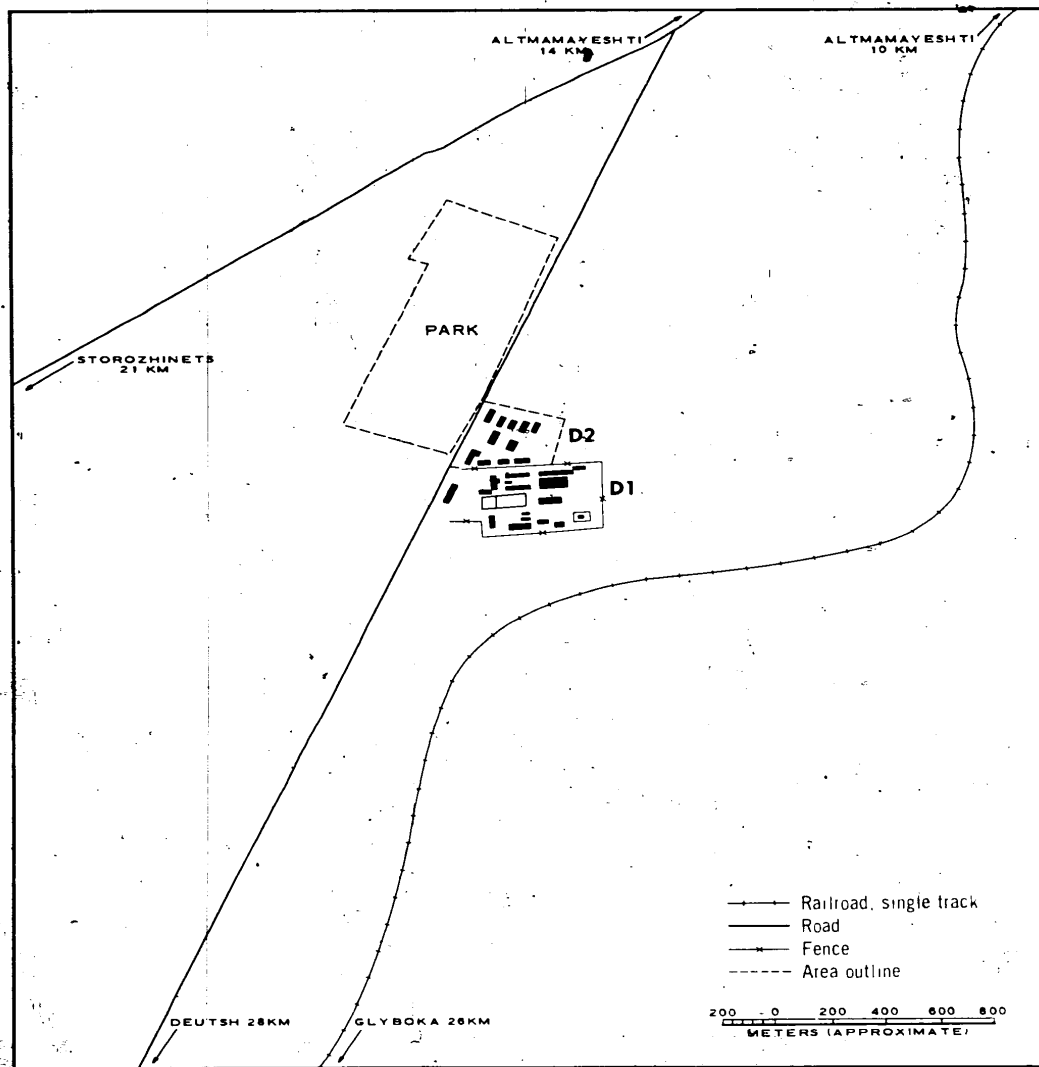 ALTMAMAYESHTI
14 KM
ALTMAMAYESHTI
10 KM
PARK
STOROZHINETS
21 KM
D2
D1
Railroad, single track
Road
Fence
Area outline
DEUTSH 28KM
GLYBOKA 26KM
200 0 200 400 600 800
METERS (APPROXIMATE)